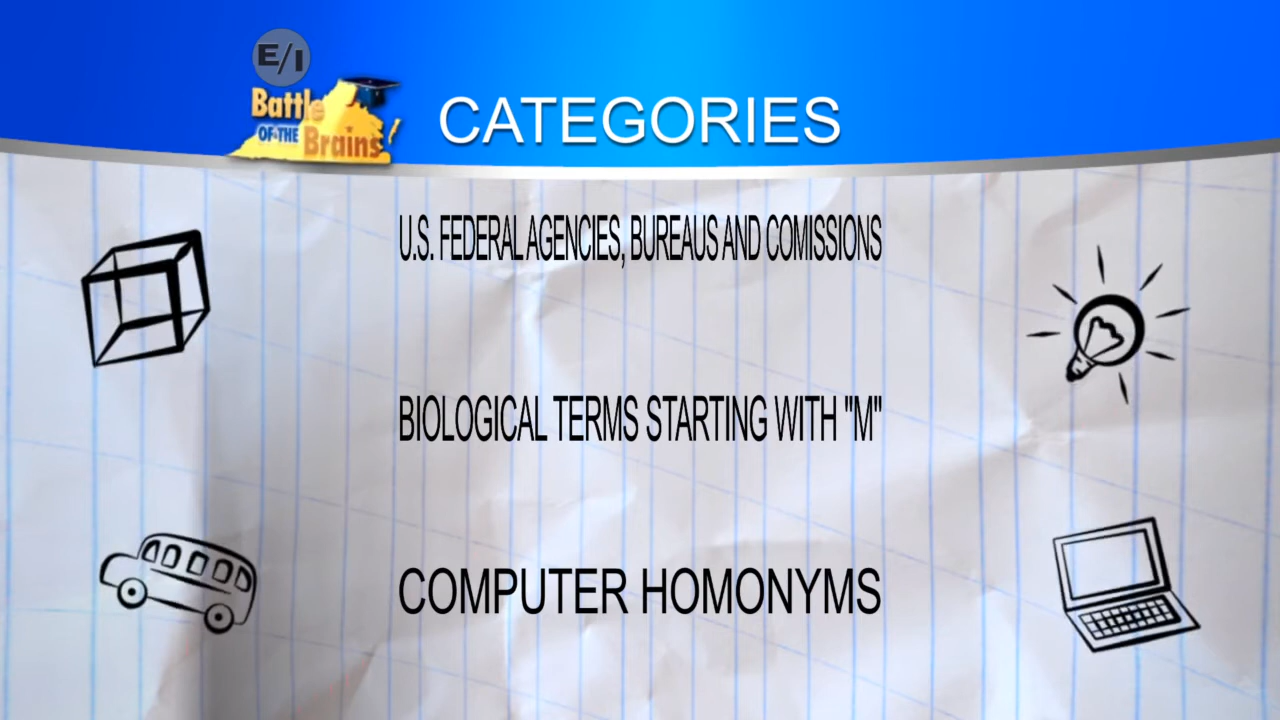 E/I
Battle
OF THE
Brains
CATEGORIES
U.S. FEDERAL AGENCIES, BUREAUS AND COMISSIONS
BIOLOGICAL TERMS STARTING WITH "M"
COMPUTER HOMONYMS